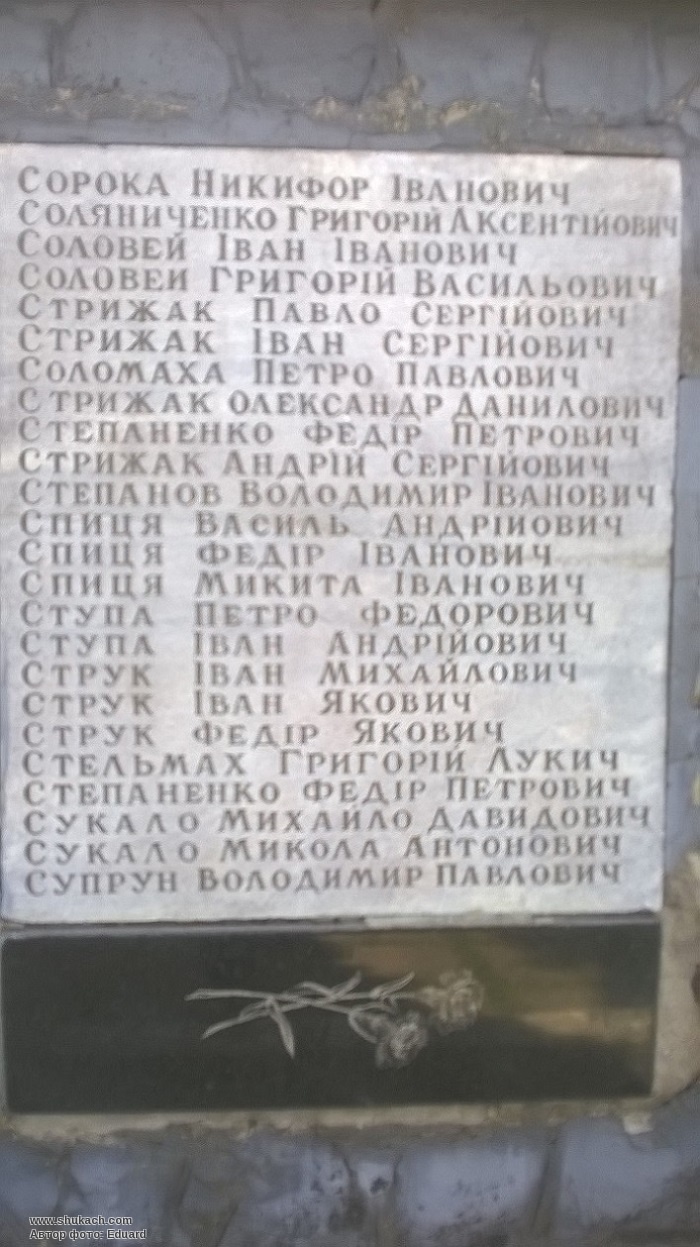 Сорока Никифор Іванович
Соляниченко Григорій Аксентійович
Соловей Іван Іванович
Соловей Григорій Васильович
Стрижак Павло Сергійович
Стрижак Іван Сергійович
Соломаха Петро Павлович
Стрижак Олександр Данилович
Степаненко Федір Петрович
Стрижак Андрій Сергійович
Степанов Володимир Іванович
Спиця Василь Андрійович
Спиця Федір Іванович
Спиця Микита Іванович
Ступа Петро Федорович
Ступа Іван Андрійович
Струк Іван Михайлович
Струк Іван Якович
Струк Федір Якович
Стельмах Григорій Лукич
Степаненко Федір Петрович
Сукало Михайло Давидович
Сукало Микола Антонович
Супрун Володимир Павлович
www.shukach.com
Автор фото: Eduard